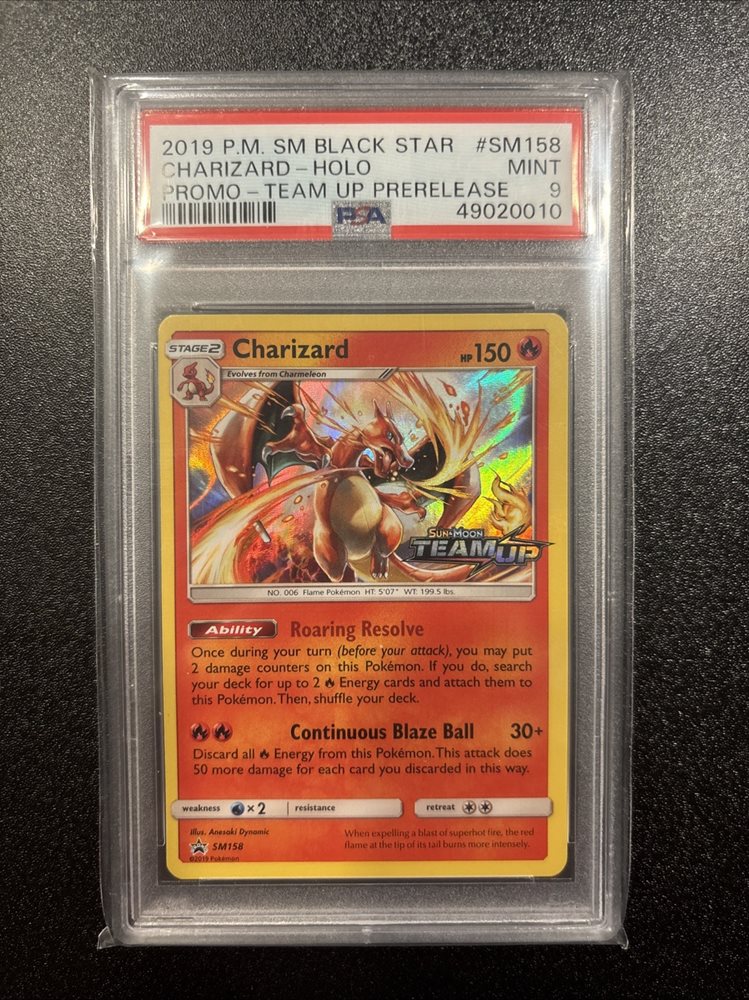 2019 P.M. SM BLACK STAR #SM158
CHARIZARD - HOLO MINT
PROMO - TEAM UP PRERELEASE 9
PSA 49020010
STAGE 2 Charizard HP 150
Evolves from Charmeleon
SUN & MOON
TEAM UP
NO. 006 Flame Pokémon HT: 5'07" WT: 199.5 lbs.
Ability Roaring Resolve
Once during your turn (before your attack), you may put
2 damage counters on this Pokémon. If you do, search
your deck for up to 2 Energy cards and attach them to
this Pokémon. Then, shuffle your deck.
Continuous Blaze Ball 30+
Discard all Energy from this Pokémon. This attack does
50 more damage for each card you discarded in this way.
weakness ×2 resistance retreat
Illus. Anesaki Dynamic
When expelling a blast of superhot fire, the red
flame at the tip of its tail burns more intensely.
PROMO SM158
©2019 Pokémon